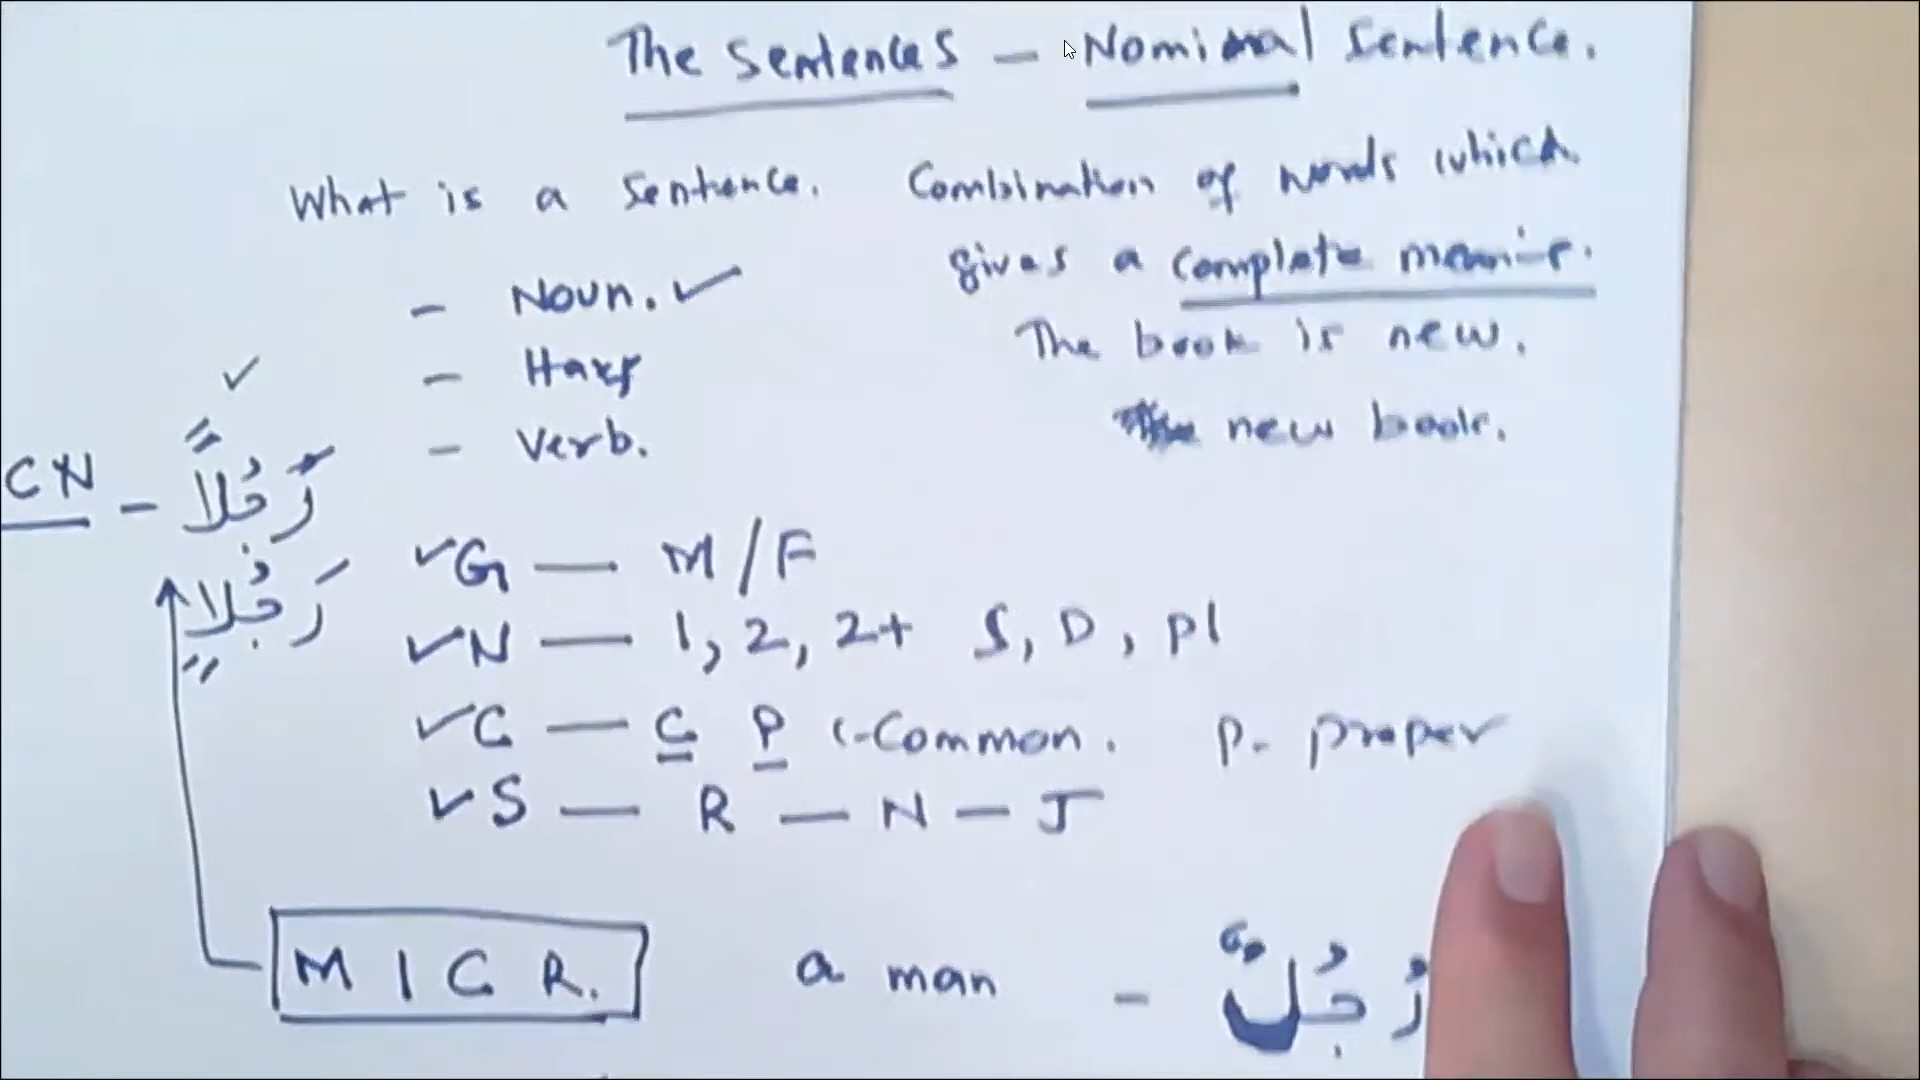 The Sentences – Nominal Sentence.
What is a Sentence. Combination of words which
gives a complete meaning.
- Noun. ✓
The book is new.
- Harf
new book.
- Verb.
✓
CN - رَجُلاً
رَجُلاً
✓G — M/F
✓N — 1, 2, 2+ S, D, pl
✓C — C P C-Common. P- proper
✓S — R — N — J
M 1 C R. a man - رَجُلٌ